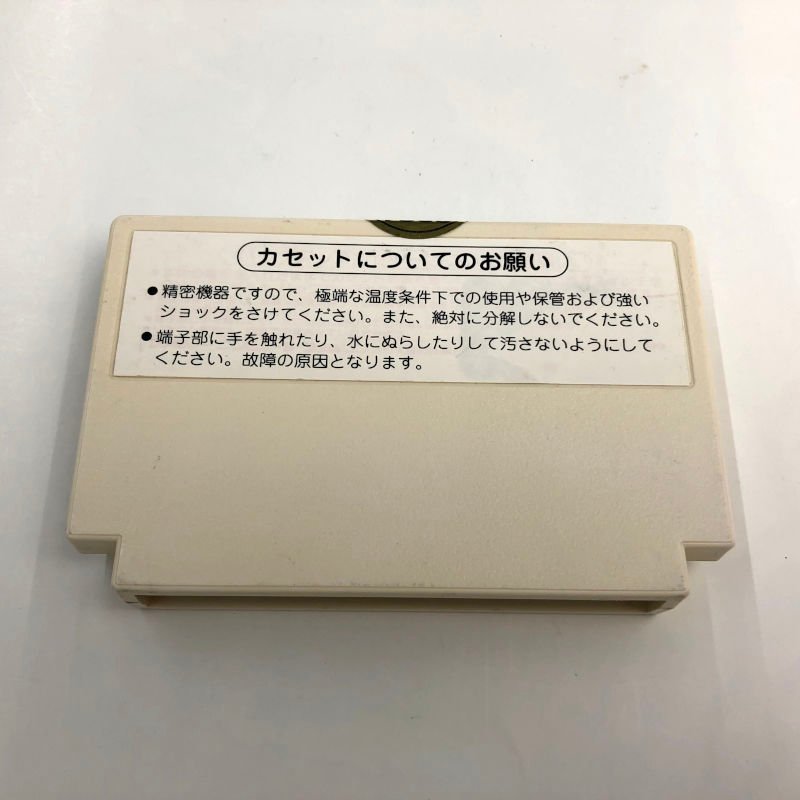 カセットについてのお願い
●精密機器ですので、極端な温度条件下での使用や保管および強い
ショックをさけてください。また、絶対に分解しないでください。
●端子部に手を触れたり、水にぬらしたりして汚さないようにして
ください。故障の原因となります。